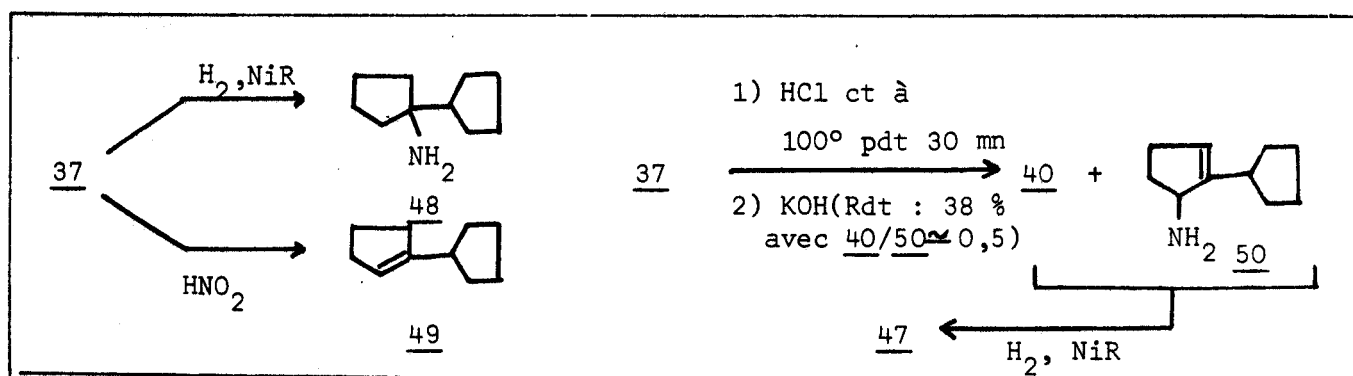 H2,NiR
NH2
37
48
HNO2
49
37
1) HCl ct à
100° pdt 30 mn
2) KOH(Rdt : 38 %
avec 40/50≃0,5)
40 +
NH2 50
47
H2, NiR